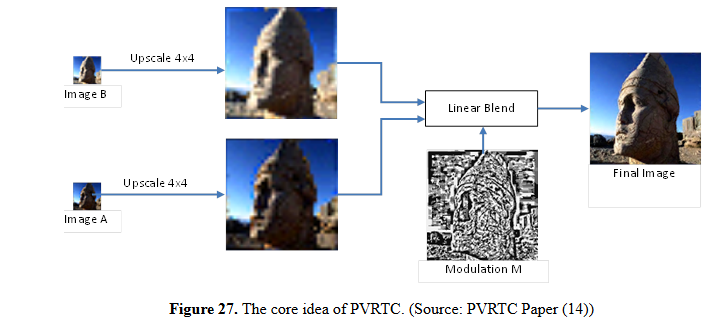 Upscale 4x4
Image B
Linear Blend
Upscale 4x4
Image A
Final Image
Modulation M
Figure 27. The core idea of PVRTC. (Source: PVRTC Paper (14))